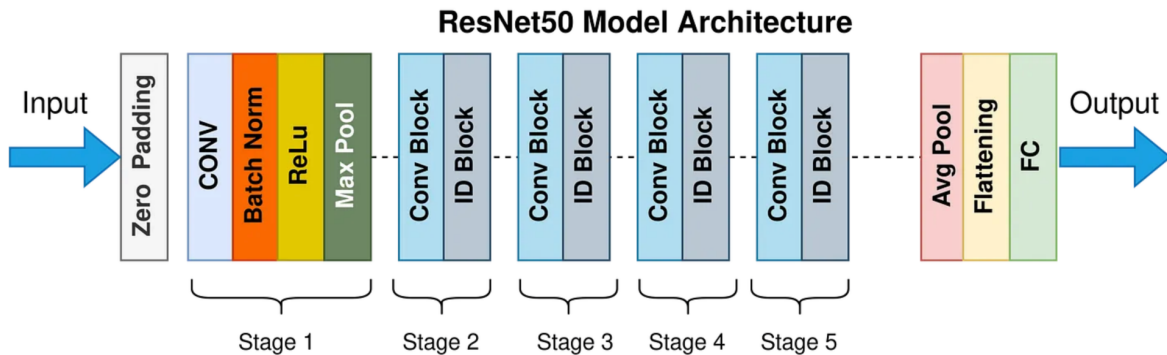 ResNet50 Model Architecture
Input
Zero Padding
CONV
Batch Norm
ReLu
Max Pool
Conv Block
ID Block
Conv Block
ID Block
Conv Block
ID Block
Conv Block
ID Block
Avg Pool
Flattening
FC
Output
Stage 1
Stage 2
Stage 3
Stage 4
Stage 5